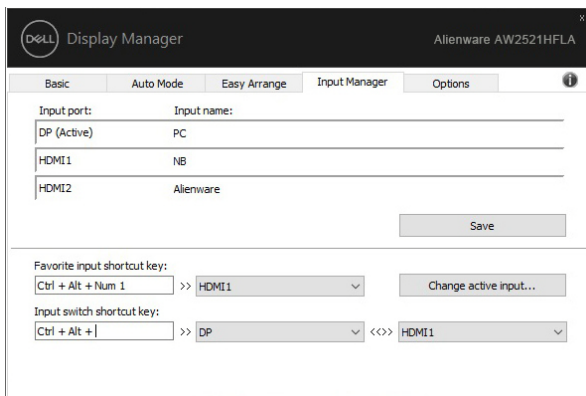 DELL Display Manager Alienware AW2521HFLA
x
Basic Auto Mode Easy Arrange Input Manager Options i
Input port: Input name:
DP (Active) PC
HDMI1 NB
HDMI2 Alienware
Save
Favorite input shortcut key:
Ctrl + Alt + Num 1 >> HDMI1 Change active input...
Input switch shortcut key:
Ctrl + Alt + >> DP <<>> HDMI1